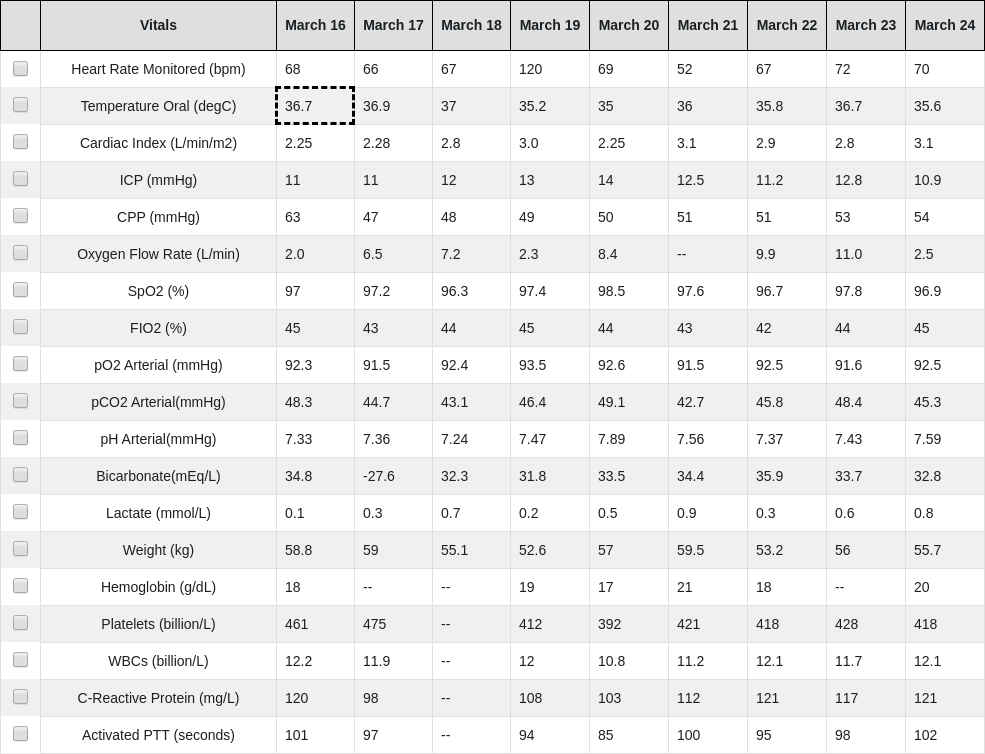 Vitals March 16 March 17 March 18 March 19 March 20 March 21 March 22 March 23 March 24
Heart Rate Monitored (bpm) 68 66 67 120 69 52 67 72 70
Temperature Oral (degC) 36.7 36.9 37 35.2 35 36 35.8 36.7 35.6
Cardiac Index (L/min/m2) 2.25 2.28 2.8 3.0 2.25 3.1 2.9 2.8 3.1
ICP (mmHg) 11 11 12 13 14 12.5 11.2 12.8 10.9
CPP (mmHg) 63 47 48 49 50 51 51 53 54
Oxygen Flow Rate (L/min) 2.0 6.5 7.2 2.3 8.4 -- 9.9 11.0 2.5
SpO2 (%) 97 97.2 96.3 97.4 98.5 97.6 96.7 97.8 96.9
FIO2 (%) 45 43 44 45 44 43 42 44 45
pO2 Arterial (mmHg) 92.3 91.5 92.4 93.5 92.6 91.5 92.5 91.6 92.5
pCO2 Arterial(mmHg) 48.3 44.7 43.1 46.4 49.1 42.7 45.8 48.4 45.3
pH Arterial(mmHg) 7.33 7.36 7.24 7.47 7.89 7.56 7.37 7.43 7.59
Bicarbonate(mEq/L) 34.8 -27.6 32.3 31.8 33.5 34.4 35.9 33.7 32.8
Lactate (mmol/L) 0.1 0.3 0.7 0.2 0.5 0.9 0.3 0.6 0.8
Weight (kg) 58.8 59 55.1 52.6 57 59.5 53.2 56 55.7
Hemoglobin (g/dL) 18 -- -- 19 17 21 18 -- 20
Platelets (billion/L) 461 475 -- 412 392 421 418 428 418
WBCs (billion/L) 12.2 11.9 -- 12 10.8 11.2 12.1 11.7 12.1
C-Reactive Protein (mg/L) 120 98 -- 108 103 112 121 117 121
Activated PTT (seconds) 101 97 -- 94 85 100 95 98 102